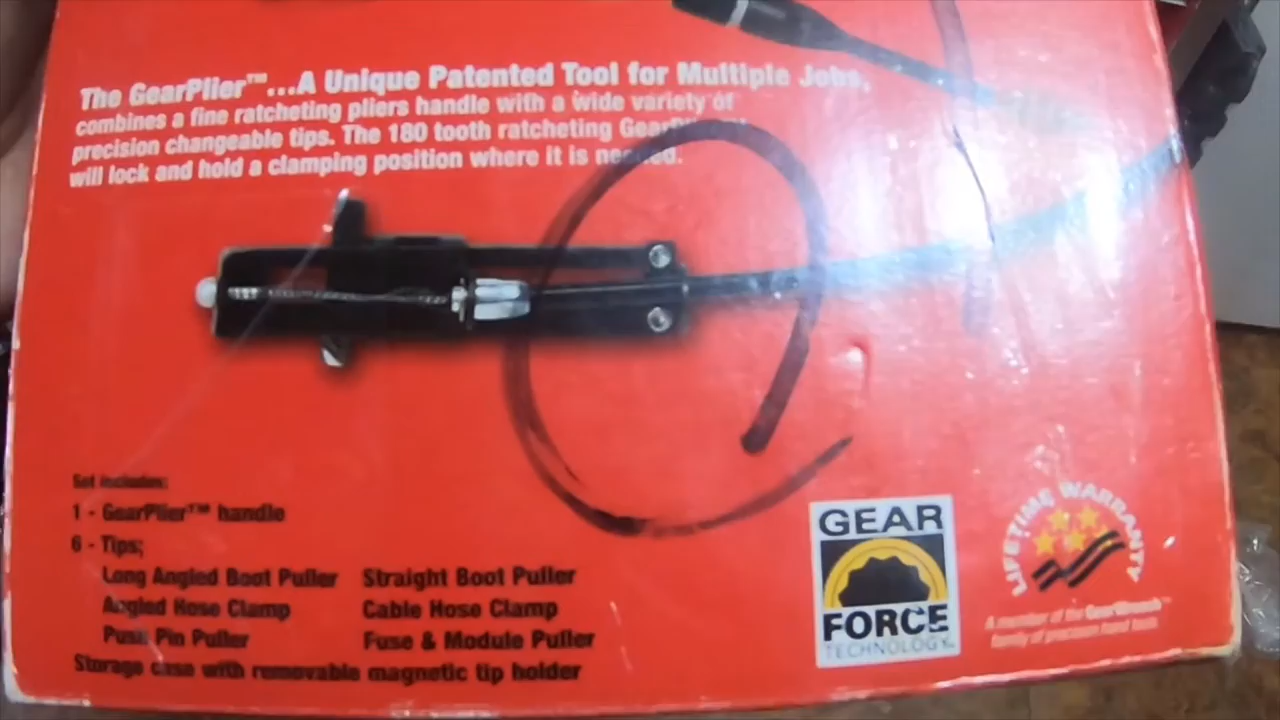 The GearPlier™...A Unique Patented Tool for Multiple Jobs,
combines a fine ratcheting pliers handle with a wide variety of
precision changeable tips. The 180 tooth ratcheting
will lock and hold a clamping position where it is needed.
Set includes:
1 - GearPlier™ handle
6 - Tips;
Long Angled Boot Puller Straight Boot Puller
Angled Hose Clamp Cable Hose Clamp
Push Pin Puller Fuse & Module Puller
Storage case with removable magnetic tip holder
GEAR
FORCE
TECHNOLOGY
LIFETIME WARRANTY
A member of the GearWrench™
family of precision hand tools.